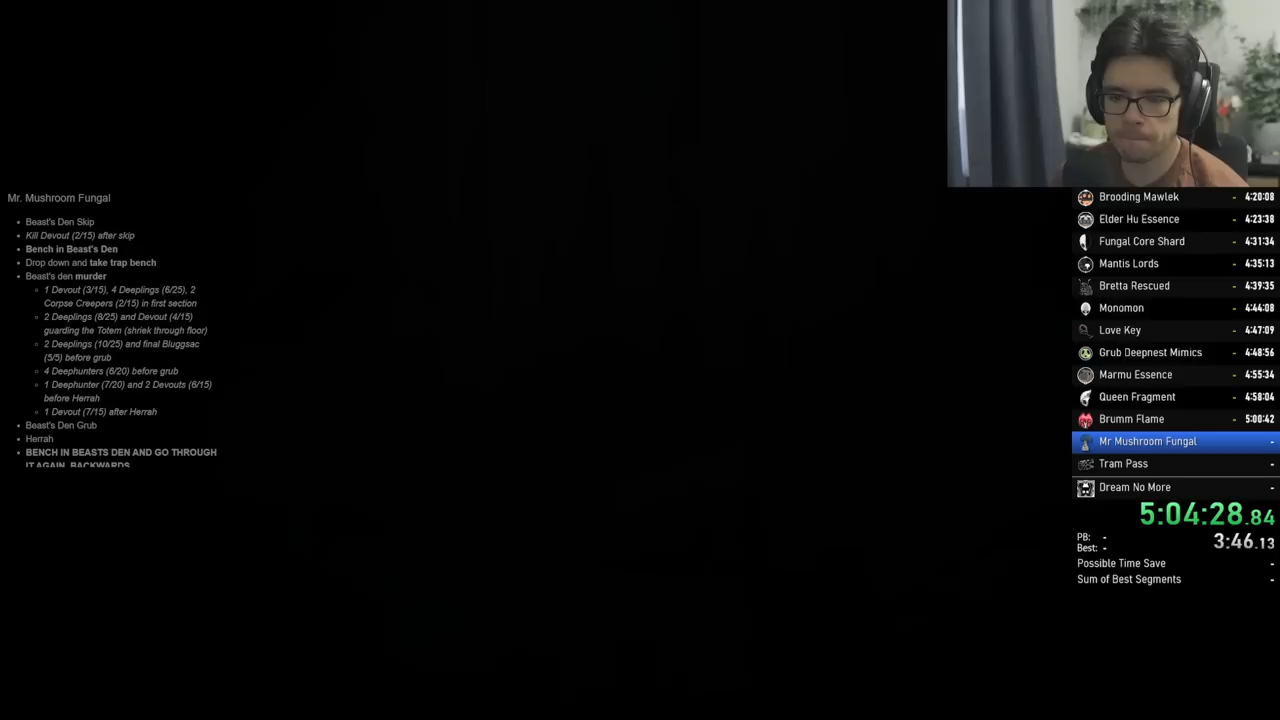 Mr. Mushroom Fungal
Beast's Den Skip
Kill Devout (2/15) after skip
Bench in Beast's Den
Drop down and take trap bench
Beast's den murder
1 Devout (3/15), 4 Deeplings (6/25), 2
Corpse Creepers (2/15) in first section
2 Deeplings (8/25) and Devout (4/15)
guarding the Totem (shriek through floor)
2 Deeplings (10/25) and final Bluggsac
(5/5) before grub
4 Deephunters (6/20) before grub
1 Deephunter (7/20) and 2 Devouts (6/15)
before Herrah
1 Devout (7/15) after Herrah
Beast's Den Grub
Herrah
BENCH IN BEASTS DEN AND GO THROUGH
IT AGAIN, BACKWARDS
Brooding Mawlek - 4:20:08
Elder Hu Essence - 4:23:38
Fungal Core Shard - 4:31:34
Mantis Lords - 4:35:13
Bretta Rescued - 4:39:35
Monomon - 4:44:08
Love Key - 4:47:09
Grub Deepnest Mimics - 4:48:56
Marmu Essence - 4:55:34
Queen Fragment - 4:58:04
Brumm Flame - 5:00:42
Mr Mushroom Fungal -
Tram Pass -
Dream No More -
5:04:28.84
PB: - 3:46.13
Best: -
Possible Time Save -
Sum of Best Segments -